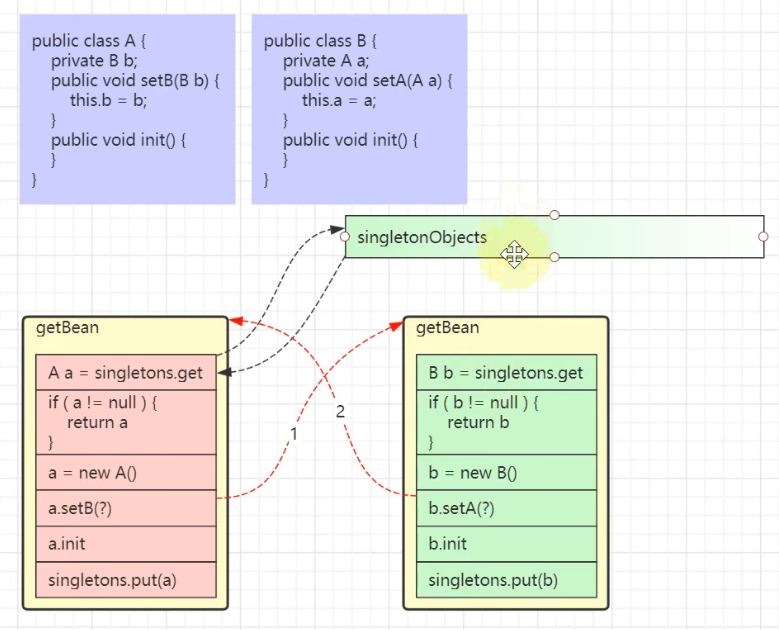 public class A {
private B b;
public void setB(B b) {
this.b = b;
}
public void init() {
}
}
public class B {
private A a;
public void setA(A a) {
this.a = a;
}
public void init() {
}
}
singletonObjects
getBean
A a = singletons.get
if ( a != null ) {
return a
}
a = new A()
a.setB(?)
a.init
singletons.put(a)
1
2
getBean
B b = singletons.get
if ( b != null ) {
return b
}
b = new B()
b.setA(?)
b.init
singletons.put(b)